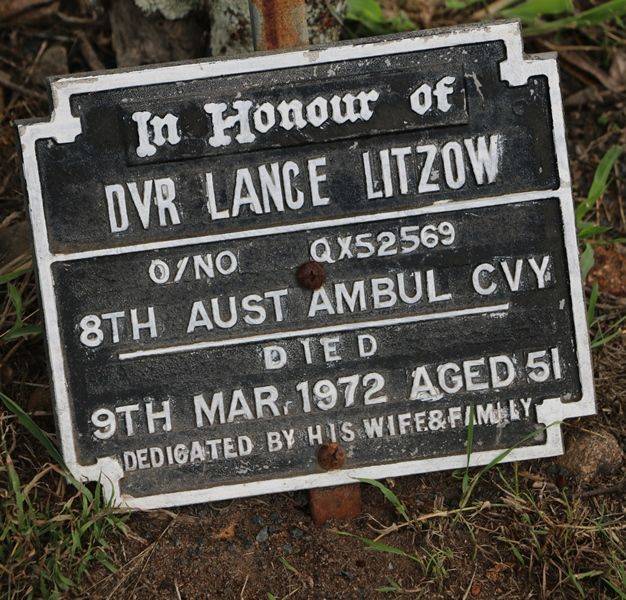 In Honour of
DVR LANCE LITZOW
O/NO QX52569
8TH AUST AMBUL CVY
DIED
9TH MAR. 1972 AGED 51
DEDICATED BY HIS WIFE & FAMILY